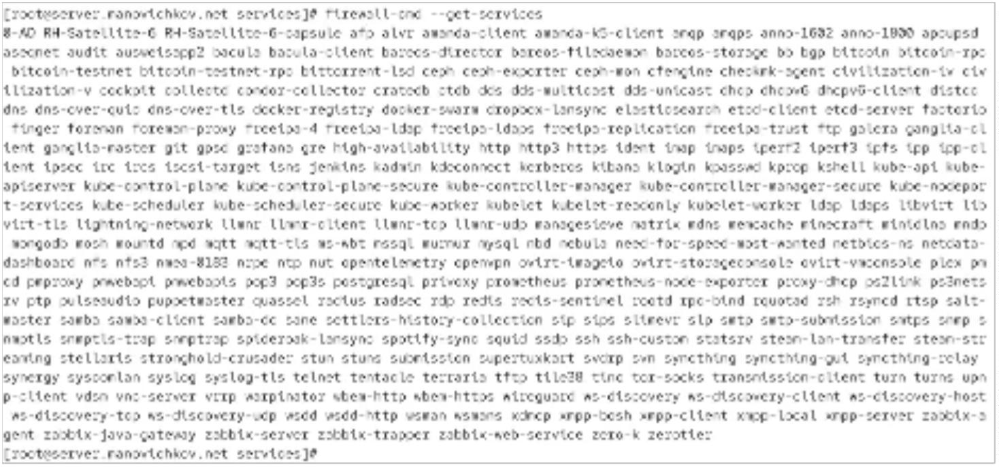 [root@server.manovichkov.net services]# firewall-cmd --get-services
0-AD RH-Satellite-6 RH-Satellite-6-capsule afp alvr amanda-client amanda-k5-client amqp amqps anno-1602 anno-1800 apcupsd
aseqnet audit ausweisapp2 bacula bacula-client bareos-director bareos-filedaemon bareos-storage bb bgp bitcoin bitcoin-rpc
bitcoin-testnet bitcoin-testnet-rpc bittorrent-lsd ceph ceph-exporter ceph-mon cfengine checkmk-agent civilization-iv civ
ilization-v cockpit collectd condor-collector cratedb ctdb dds dds-multicast dds-unicast dhcp dhcpv6 dhcpv6-client distcc
dns dns-over-quic dns-over-tls docker-registry docker-swarm dropbox-lansync elasticsearch etcd-client etcd-server factorio
finger foreman foreman-proxy freeipa-4 freeipa-ldap freeipa-ldaps freeipa-replication freeipa-trust ftp galera ganglia-cl
ient ganglia-master git gpsd grafana gre high-availability http http3 https ident imap imaps iperf2 iperf3 ipfs ipp ipp-cl
ient ipsec irc ircs iscsi-target isns jenkins kadmin kdeconnect kerberos kibana klogin kpasswd kprop kshell kube-api kube-
apiserver kube-control-plane kube-control-plane-secure kube-controller-manager kube-controller-manager-secure kube-nodepor
t-services kube-scheduler kube-scheduler-secure kube-worker kubelet kubelet-readonly kubelet-worker ldap ldaps libvirt lib
virt-tls lightning-network llmnr llmnr-client llmnr-tcp llmnr-udp managesieve matrix mdns memcache minecraft minidlna mndp
mongodb mosh mountd mpd mqtt mqtt-tls ms-wbt mssql murmur mysql nbd nebula need-for-speed-most-wanted netbios-ns netdata-
dashboard nfs nfs3 nmea-0183 nrpe ntp nut opentelemetry openvpn ovirt-imageio ovirt-storageconsole ovirt-vmconsole plex pm
cd pmproxy pmwebapi pmwebapis pop3 pop3s postgresql privoxy prometheus prometheus-node-exporter proxy-dhcp ps2link ps3nets
rv ptp pulseaudio puppetmaster quassel radius radsec rdp redis redis-sentinel rootd rpc-bind rquotad rsh rsyncd rtsp salt-
master samba samba-client samba-dc sane settlers-history-collection sip sips slimevr slp smtp smtp-submission smtps snmp s
nmptls snmptls-trap snmptrap spideroak-lansync spotify-sync squid ssdp ssh ssh-custom statsrv steam-lan-transfer steam-str
eaming stellaris stronghold-crusader stun stuns submission supertuxkart svdrp svn syncthing syncthing-gui syncthing-relay
synergy syscomlan syslog syslog-tls telnet tentacle terraria tftp tile38 tinc tor-socks transmission-client turn turns upn
p-client vdsm vnc-server vrrp warpinator wbem-http wbem-https wireguard ws-discovery ws-discovery-client ws-discovery-host
ws-discovery-tcp ws-discovery-udp wsdd wsdd-http wsman wsmans xdmcp xmpp-bosh xmpp-client xmpp-local xmpp-server zabbix-a
gent zabbix-java-gateway zabbix-server zabbix-trapper zabbix-web-service zero-k zerotier
[root@server.manovichkov.net services]#